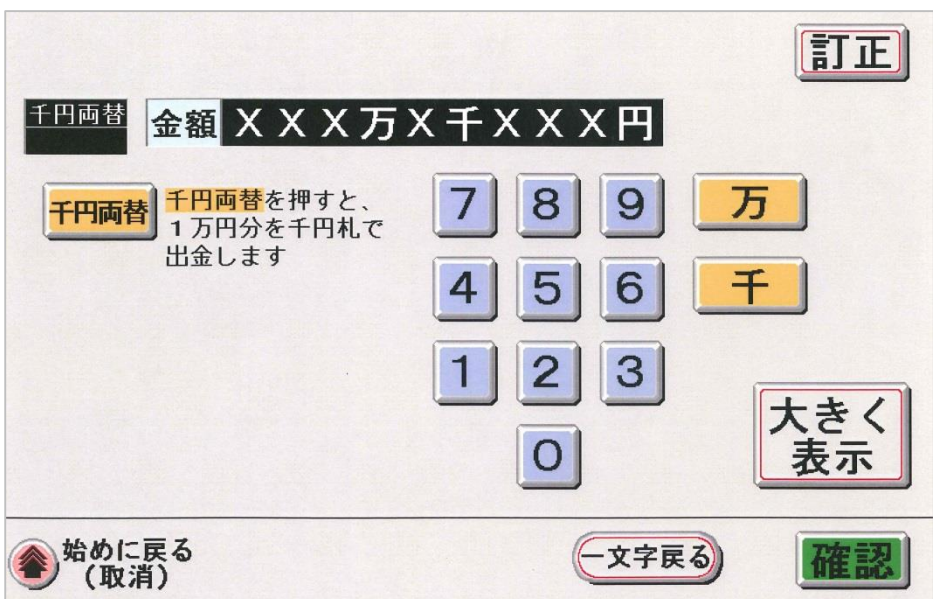 訂正
千円両替
金額 XXX万X千XXX円
千円両替
千円両替を押すと、
1万円分を千円札で
出金します
7 8 9 万
4 5 6 千
1 2 3
0
大きく
表示
始めに戻る
(取消)
一文字戻る
確認